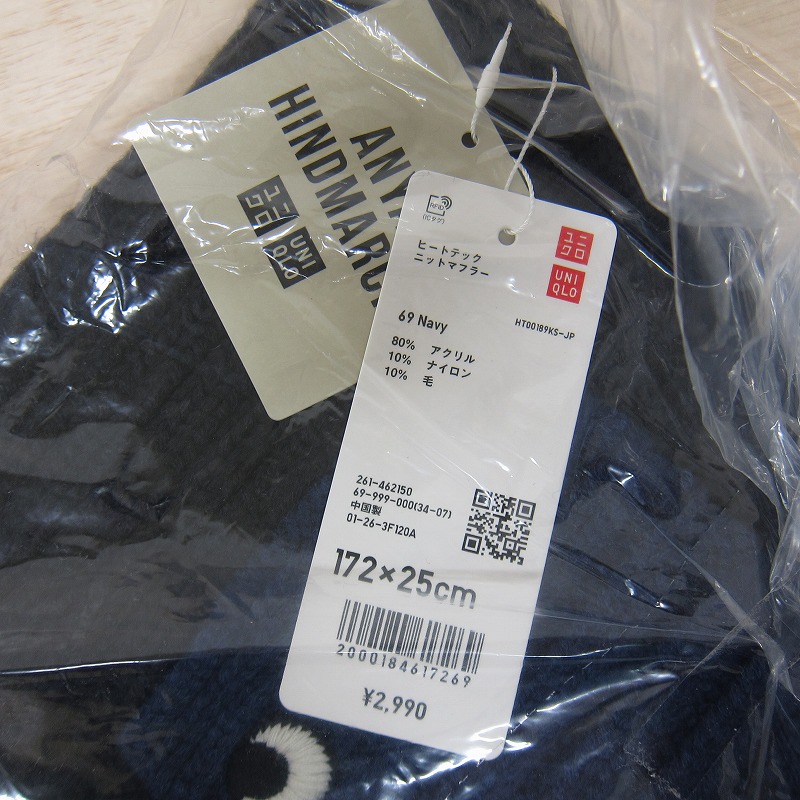 ANYA
HINDMARCH
ユニ
クロ
UNI
QLO
RFID
(ICタグ)
ユニ
クロ
UNI
QLO
ヒートテック
ニットマフラー
69 Navy
HT00189KS-JP
80% アクリル
10% ナイロン
10% 毛
261-462150
69-999-000(34-07)
中国製
01-26-3F120A
172×25cm
2000184617269
¥2,990